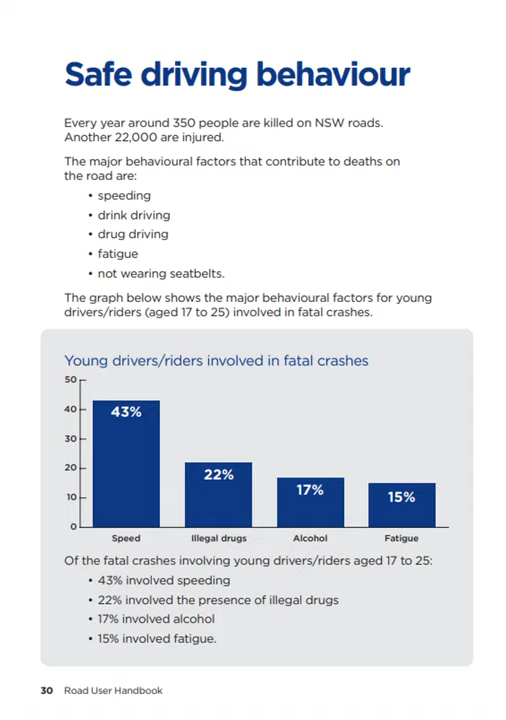 Safe driving behaviour
Every year around 350 people are killed on NSW roads.
Another 22,000 are injured.
The major behavioural factors that contribute to deaths on
the road are:
• speeding
• drink driving
• drug driving
• fatigue
• not wearing seatbelts.
The graph below shows the major behavioural factors for young
drivers/riders (aged 17 to 25) involved in fatal crashes.
Young drivers/riders involved in fatal crashes
50
40
30
20
10
0
43%
22%
17%
15%
Speed Illegal drugs Alcohol Fatigue
Of the fatal crashes involving young drivers/riders aged 17 to 25:
• 43% involved speeding
• 22% involved the presence of illegal drugs
• 17% involved alcohol
• 15% involved fatigue.
30 Road User Handbook